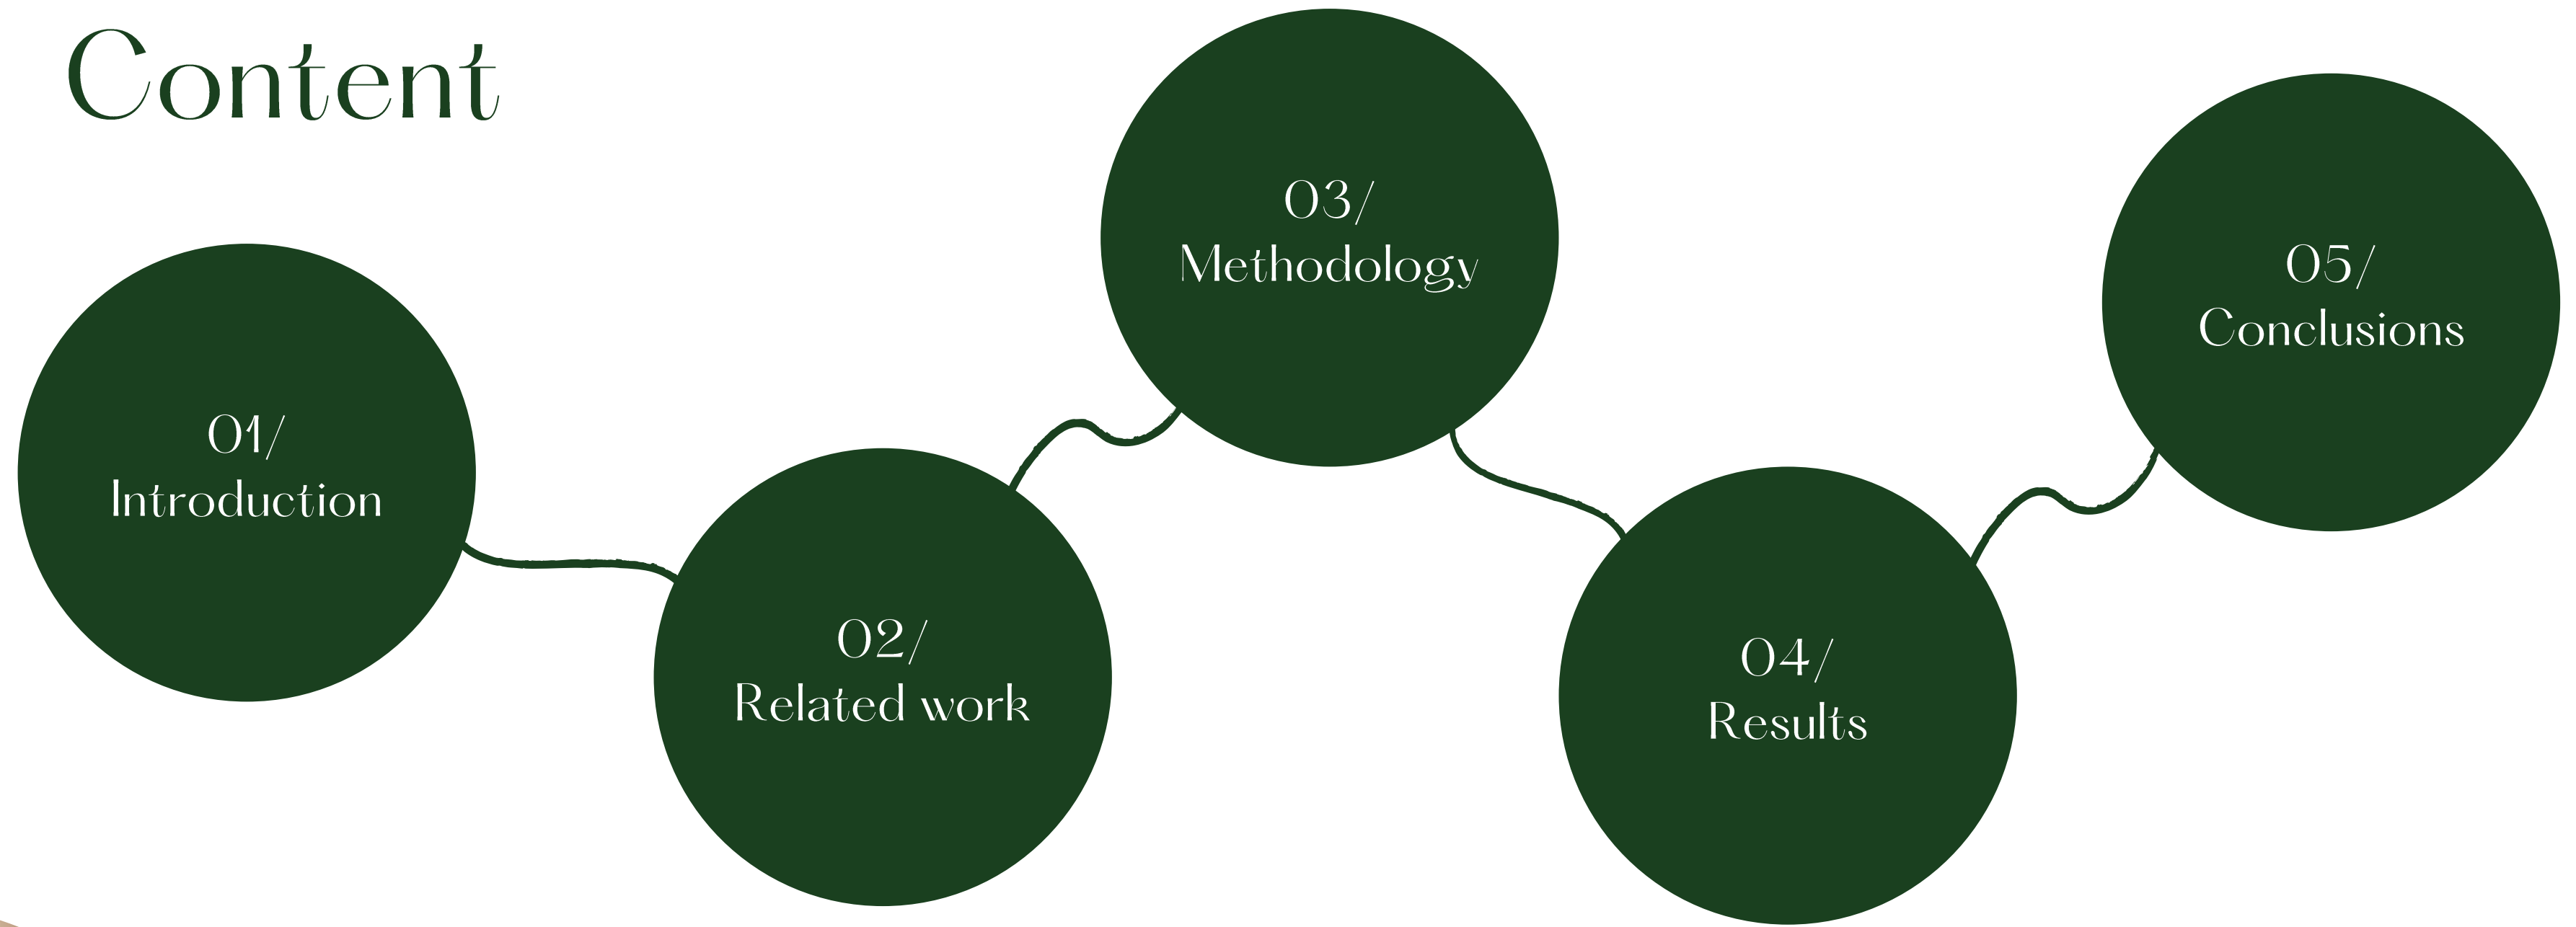 Content
01/
Introduction
02/
Related work
03/
Methodology
04/
Results
05/
Conclusions